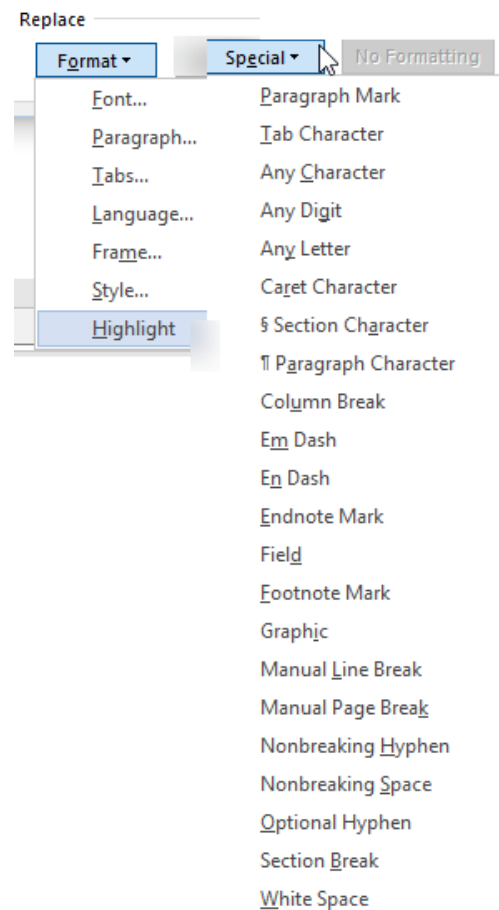 Replace
Format
Special
No Formatting
Font...
Paragraph...
Tabs...
Language...
Frame...
Style...
Highlight
Paragraph Mark
Tab Character
Any Character
Any Digit
Any Letter
Caret Character
§ Section Character
¶ Paragraph Character
Column Break
Em Dash
En Dash
Endnote Mark
Field
Footnote Mark
Graphic
Manual Line Break
Manual Page Break
Nonbreaking Hyphen
Nonbreaking Space
Optional Hyphen
Section Break
White Space